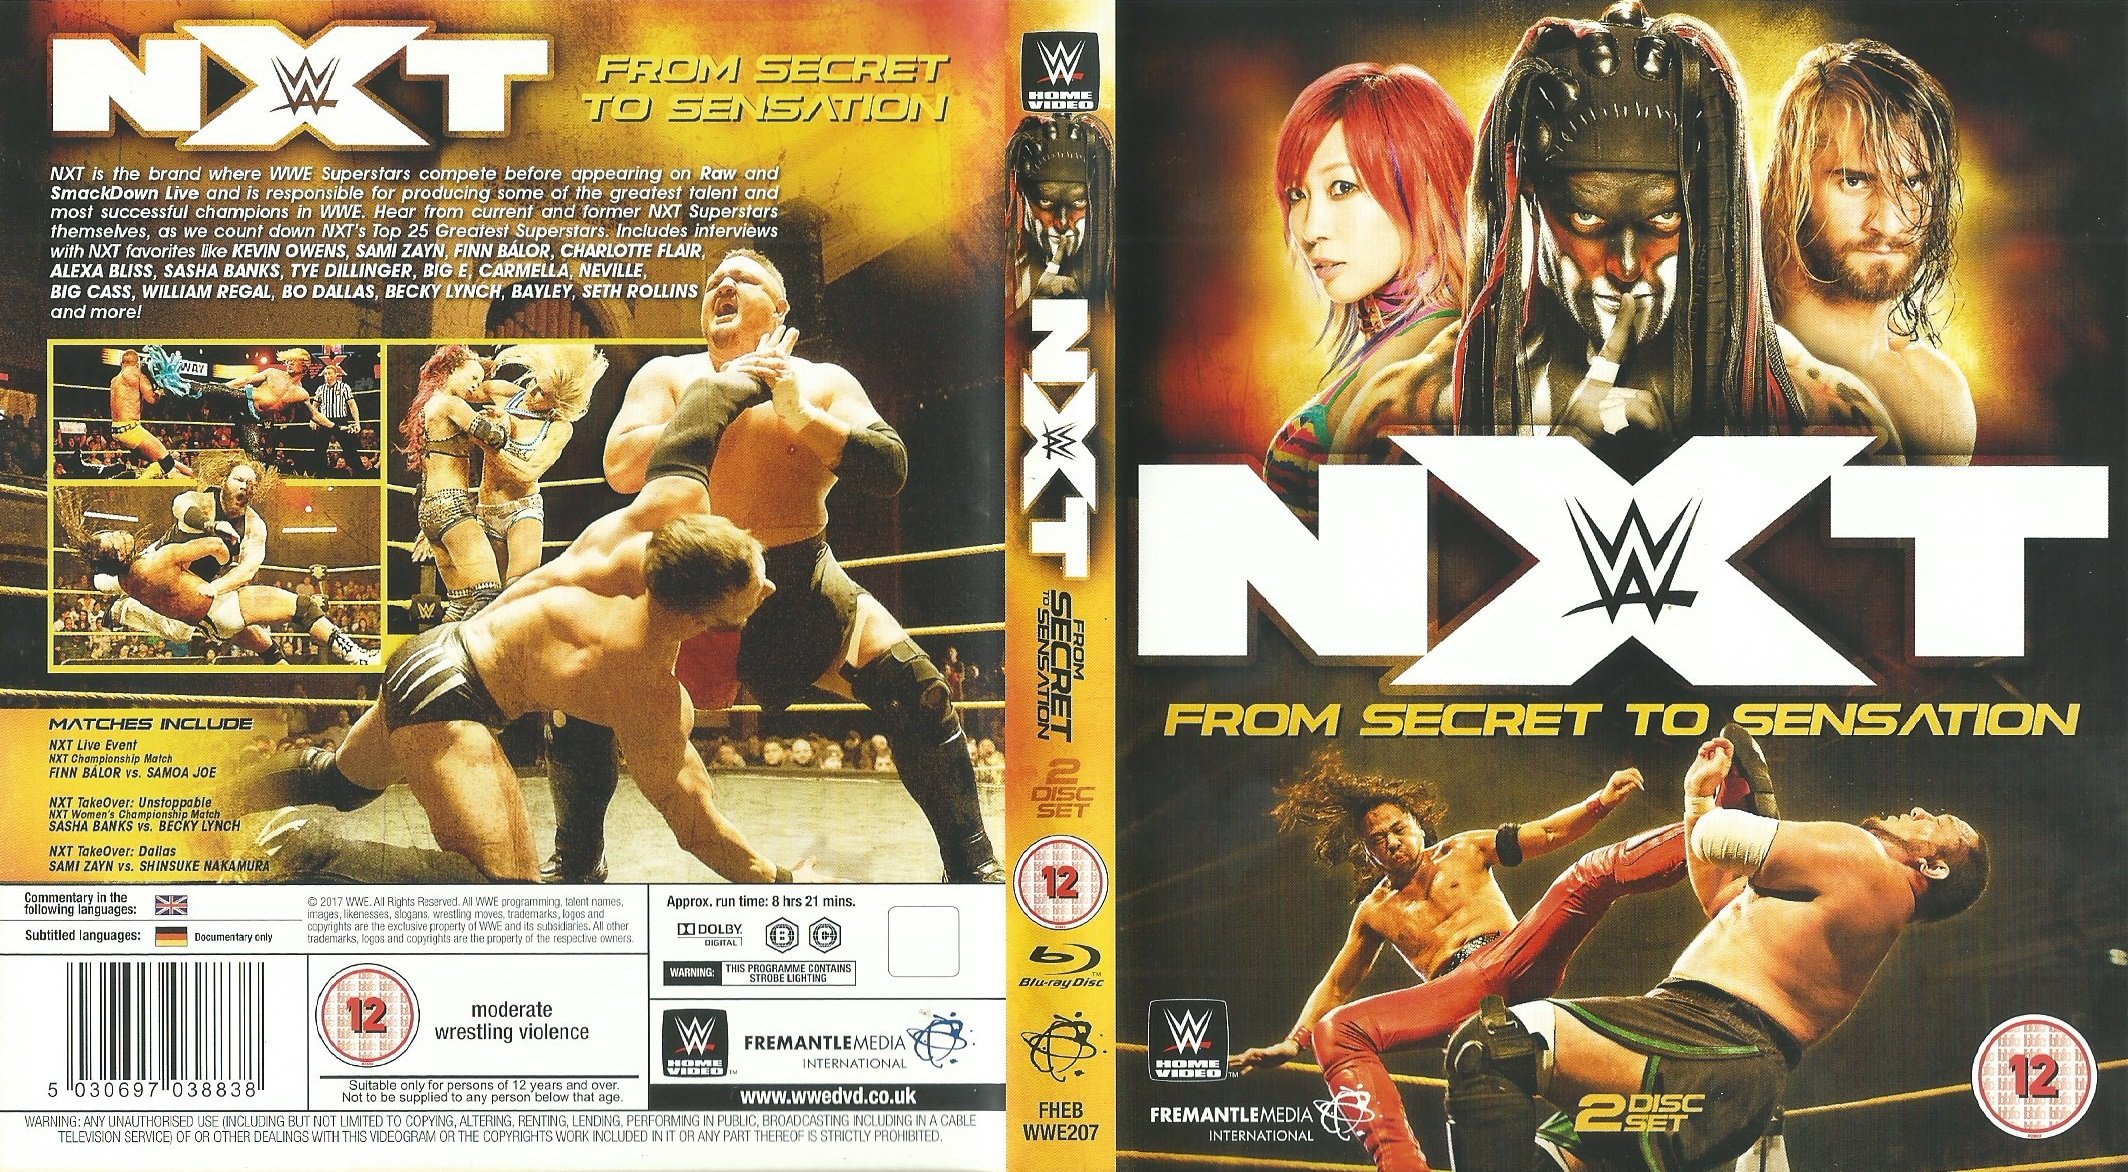 NXT
FROM SECRET
TO SENSATION
NXT is the brand where WWE Superstars compete before appearing on Raw and
SmackDown Live and is responsible for producing some of the greatest talent and
most successful champions in WWE. Hear from current and former NXT Superstars
themselves, as we count down NXT's Top 25 Greatest Superstars. Includes interviews
with NXT favorites like KEVIN OWENS, SAMI ZAYN, FINN BÁLOR, CHARLOTTE FLAIR,
ALEXA BLISS, SASHA BANKS, TYE DILLINGER, BIG E, CARMELLA, NEVILLE,
BIG CASS, WILLIAM REGAL, BO DALLAS, BECKY LYNCH, BAYLEY, SETH ROLLINS
and more!
MATCHES INCLUDE
NXT Live Event
NXT Championship Match
FINN BÁLOR vs. SAMOA JOE
NXT TakeOver: Unstoppable
NXT Women's Championship Match
SASHA BANKS vs. BECKY LYNCH
NXT TakeOver: Dallas
SAMI ZAYN vs. SHINSUKE NAKAMURA
Commentary in the
following languages:
Subtitled languages:
Documentary only
© 2017 WWE. All Rights Reserved. All WWE programming, talent names,
images, likenesses, slogans, wrestling moves, trademarks, logos and
copyrights are the exclusive property of WWE and its subsidiaries. All other
trademarks, logos and copyrights are the property of the respective owners.
Approx. run time: 8 hrs 21 mins.
DOLBY
DIGITAL
B
C
WARNING:
THIS PROGRAMME CONTAINS
STROBE LIGHTING
5 030697 038838
12
moderate
wrestling violence
Suitable only for persons of 12 years and over.
Not to be supplied to any person below that age.
W
HOME
VIDEO
TM
FREMANTLEMEDIA
INTERNATIONAL
www.wwedvd.co.uk
WARNING: ANY UNAUTHORISED USE (INCLUDING BUT NOT LIMITED TO COPYING, ALTERING, RENTING, LENDING, PERFORMING IN PUBLIC, BROADCASTING INCLUDING IN A CABLE
TELEVISION SERVICE) OF OR OTHER DEALINGS WITH THIS VIDEOGRAM OR THE COPYRIGHTS WORK INCLUDED IN IT OR ANY PART THEREOF IS STRICTLY PROHIBITED.
W
HOME
VIDEO
NXT
FROM
SECRET
TO
SENSATION
2
DISC
SET
12
Blu-ray Disc
TM
FHEB
WWE207
NXT
W
FROM SECRET TO SENSATION
W
HOME
VIDEO
TM
FREMANTLEMEDIA
INTERNATIONAL
2 DISC
SET
12